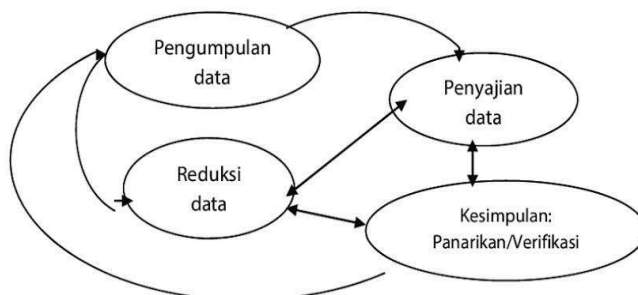 Pengumpulan
data
Penyajian
data
Reduksi
data
Kesimpulan:
Panarikan/Verifikasi